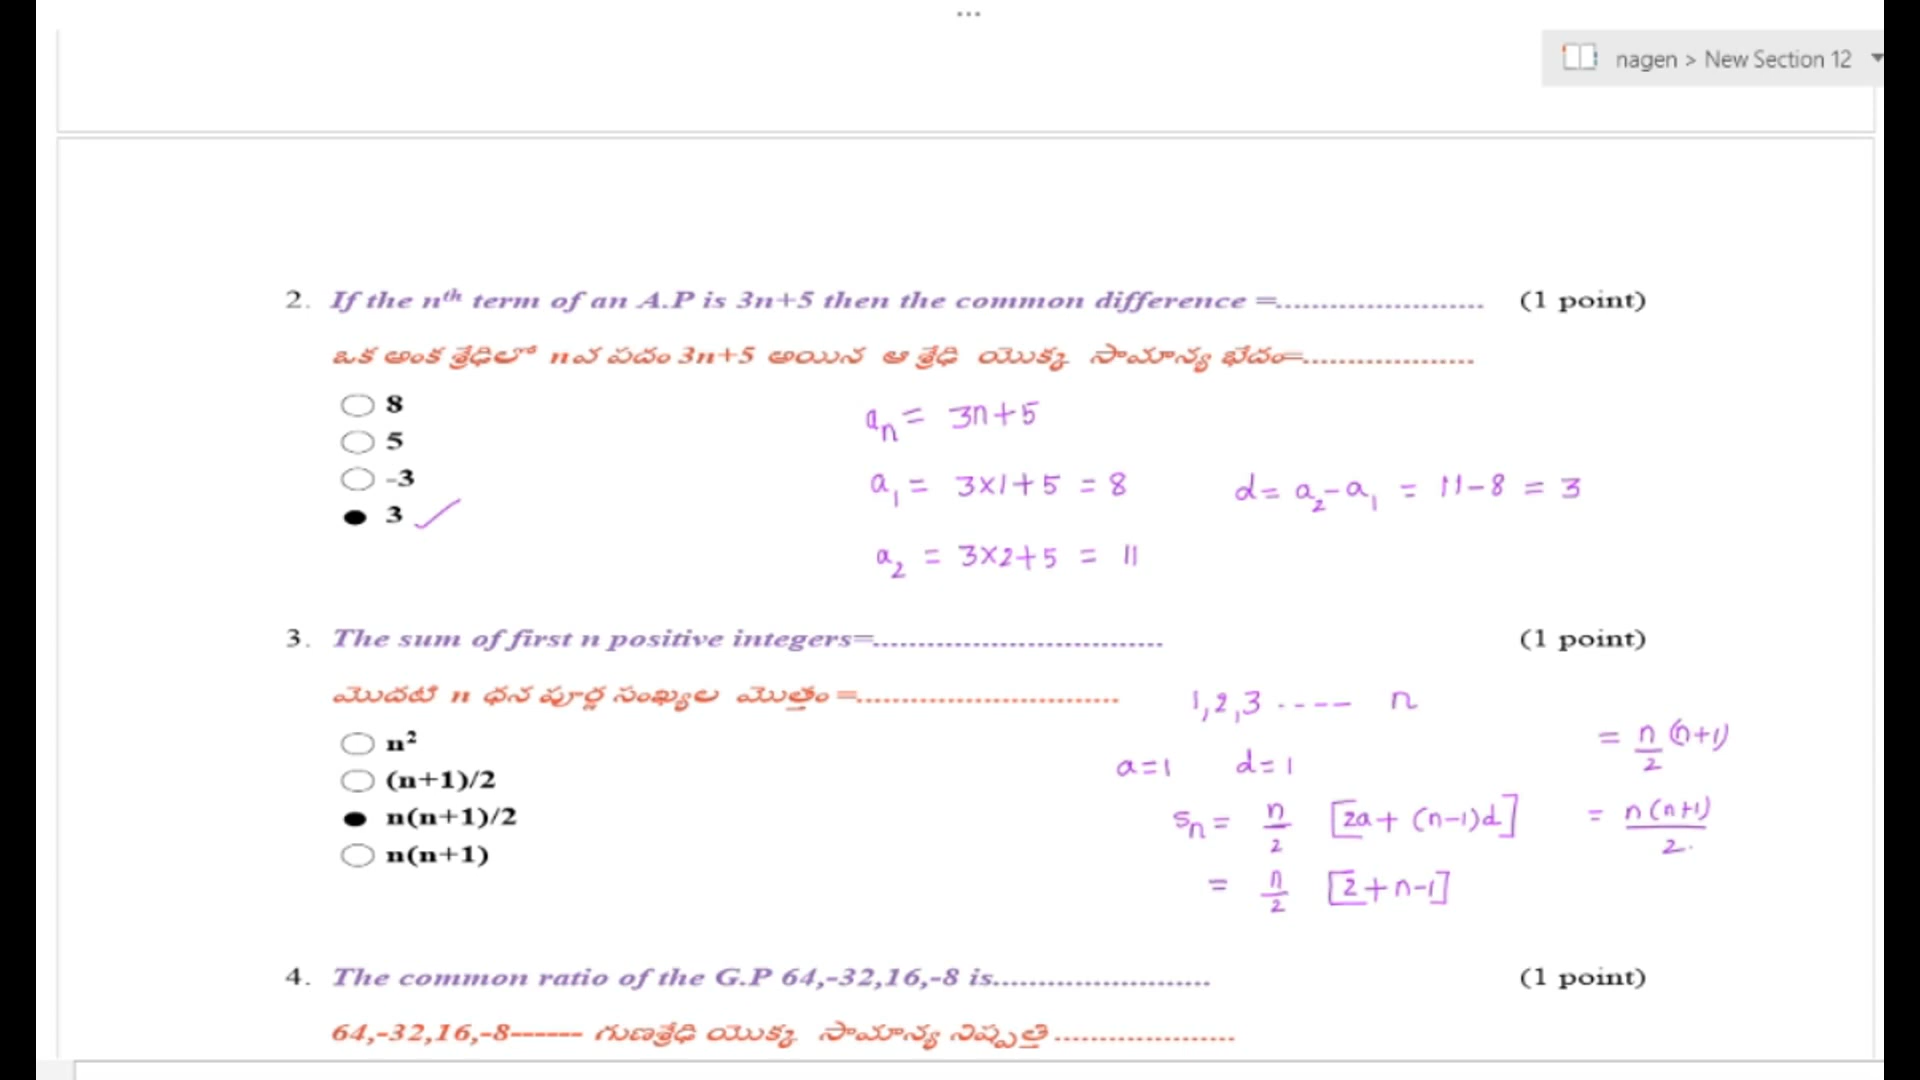 ...
nagen > New Section 12
2. If the nth term of an A.P is 3n+5 then the common difference =....................... (1 point)
ఒక అంక శ్రేఢిలో nవ పదం 3n+5 అయిన ఆ శ్రేఢి యొక్క సామాన్య భేదం=...................
8
5
-3
3 ✓
aₙ = 3n+5
a₁ = 3×1+5 = 8
d = a₂-a₁ = 11-8 = 3
a₂ = 3×2+5 = 11
3. The sum of first n positive integers=................................ (1 point)
మొదటి n ధన పూర్ణ సంఖ్యల మొత్తం =.............................
n²
(n+1)/2
n(n+1)/2
n(n+1)
1,2,3 ---- n
a=1 d=1
Sₙ = n/2 [2a+(n-1)d]
= n/2 [2+n-1]
= n/2 (n+1)
= n(n+1)/2.
4. The common ratio of the G.P 64,-32,16,-8 is........................ (1 point)
64,-32,16,-8------ గుణశ్రేఢి యొక్క సామాన్య నిష్పత్తి ....................